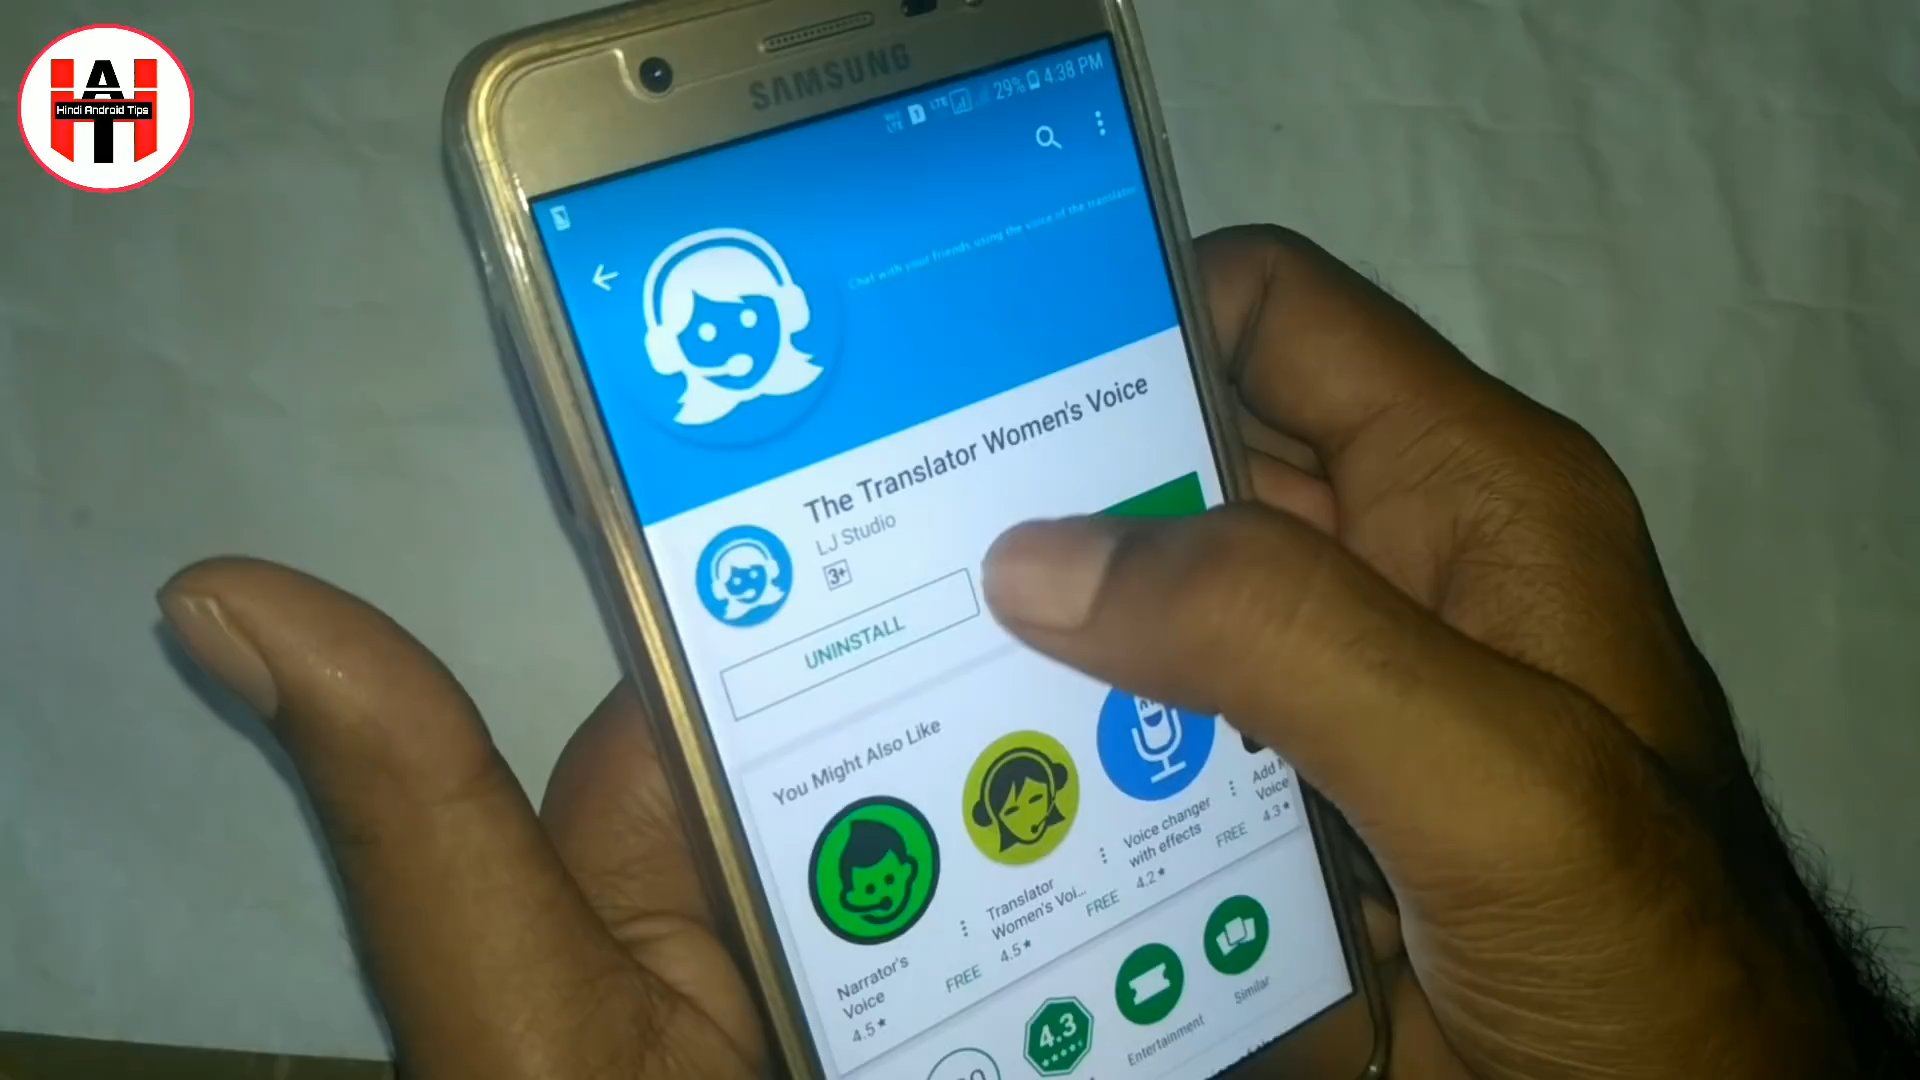 Hindi Android Tips
SAMSUNG
LTE 29% 4:38 PM
Chat with your friends using the voice of the translator
The Translator Women's Voice
LJ Studio
3+
UNINSTALL
You Might Also Like
Narrator's
Voice
4.5★ FREE
Translator
Women's Voi...
4.5★ FREE
Voice changer
with effects
4.2★ FREE
Voice
4.3★
4.3
Entertainment
Similar